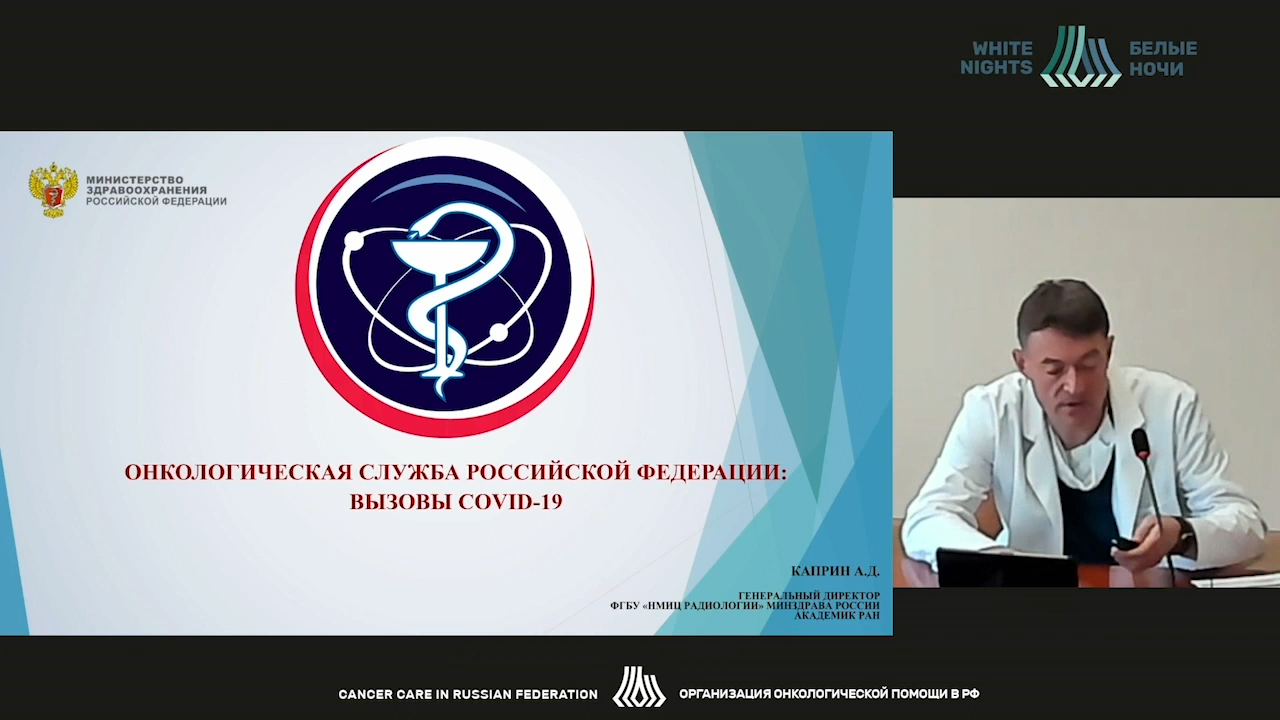 WHITE
NIGHTS
БЕЛЫЕ
НОЧИ
МИНИСТЕРСТВО
ЗДРАВООХРАНЕНИЯ
РОССИЙСКОЙ ФЕДЕРАЦИИ
ОНКОЛОГИЧЕСКАЯ СЛУЖБА РОССИЙСКОЙ ФЕДЕРАЦИИ:
ВЫЗОВЫ COVID-19
КАПРИН А.Д.
ГЕНЕРАЛЬНЫЙ ДИРЕКТОР
ФГБУ «НМИЦ РАДИОЛОГИИ» МИНЗДРАВА РОССИИ
АКАДЕМИК РАН
CANCER CARE IN RUSSIAN FEDERATION
ОРГАНИЗАЦИЯ ОНКОЛОГИЧЕСКОЙ ПОМОЩИ В РФ